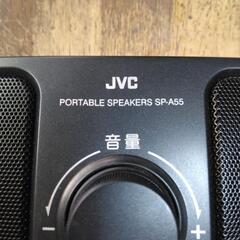 JVC
PORTABLE SPEAKERS SP-A55
音量
− +